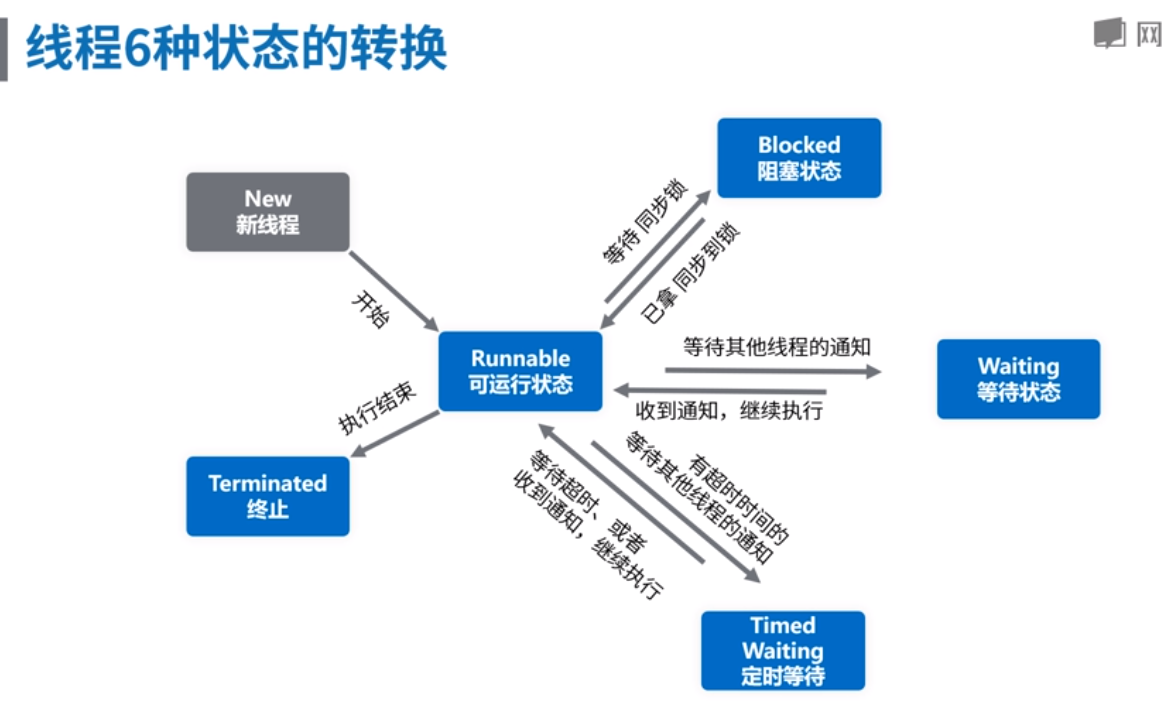 线程6种状态的转换
Blocked
阻塞状态
New
新线程
等待 同步锁
已拿 同步到锁
开始
Runnable
可运行状态
等待其他线程的通知
收到通知，继续执行
Waiting
等待状态
执行结束
Terminated
终止
等待超时、或者
收到通知，继续执行
有超时时间的
等待其他线程的通知
Timed
Waiting
定时等待